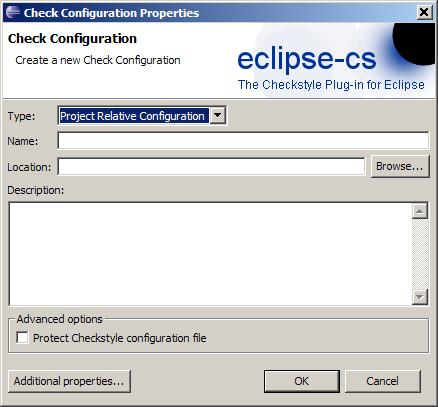 Check Configuration Properties
Check Configuration
Create a new Check Configuration
eclipse-cs
The Checkstyle Plug-in for Eclipse
Type: Project Relative Configuration
Name:
Location: Browse...
Description:
Advanced options
Protect Checkstyle configuration file
Additional properties... OK Cancel